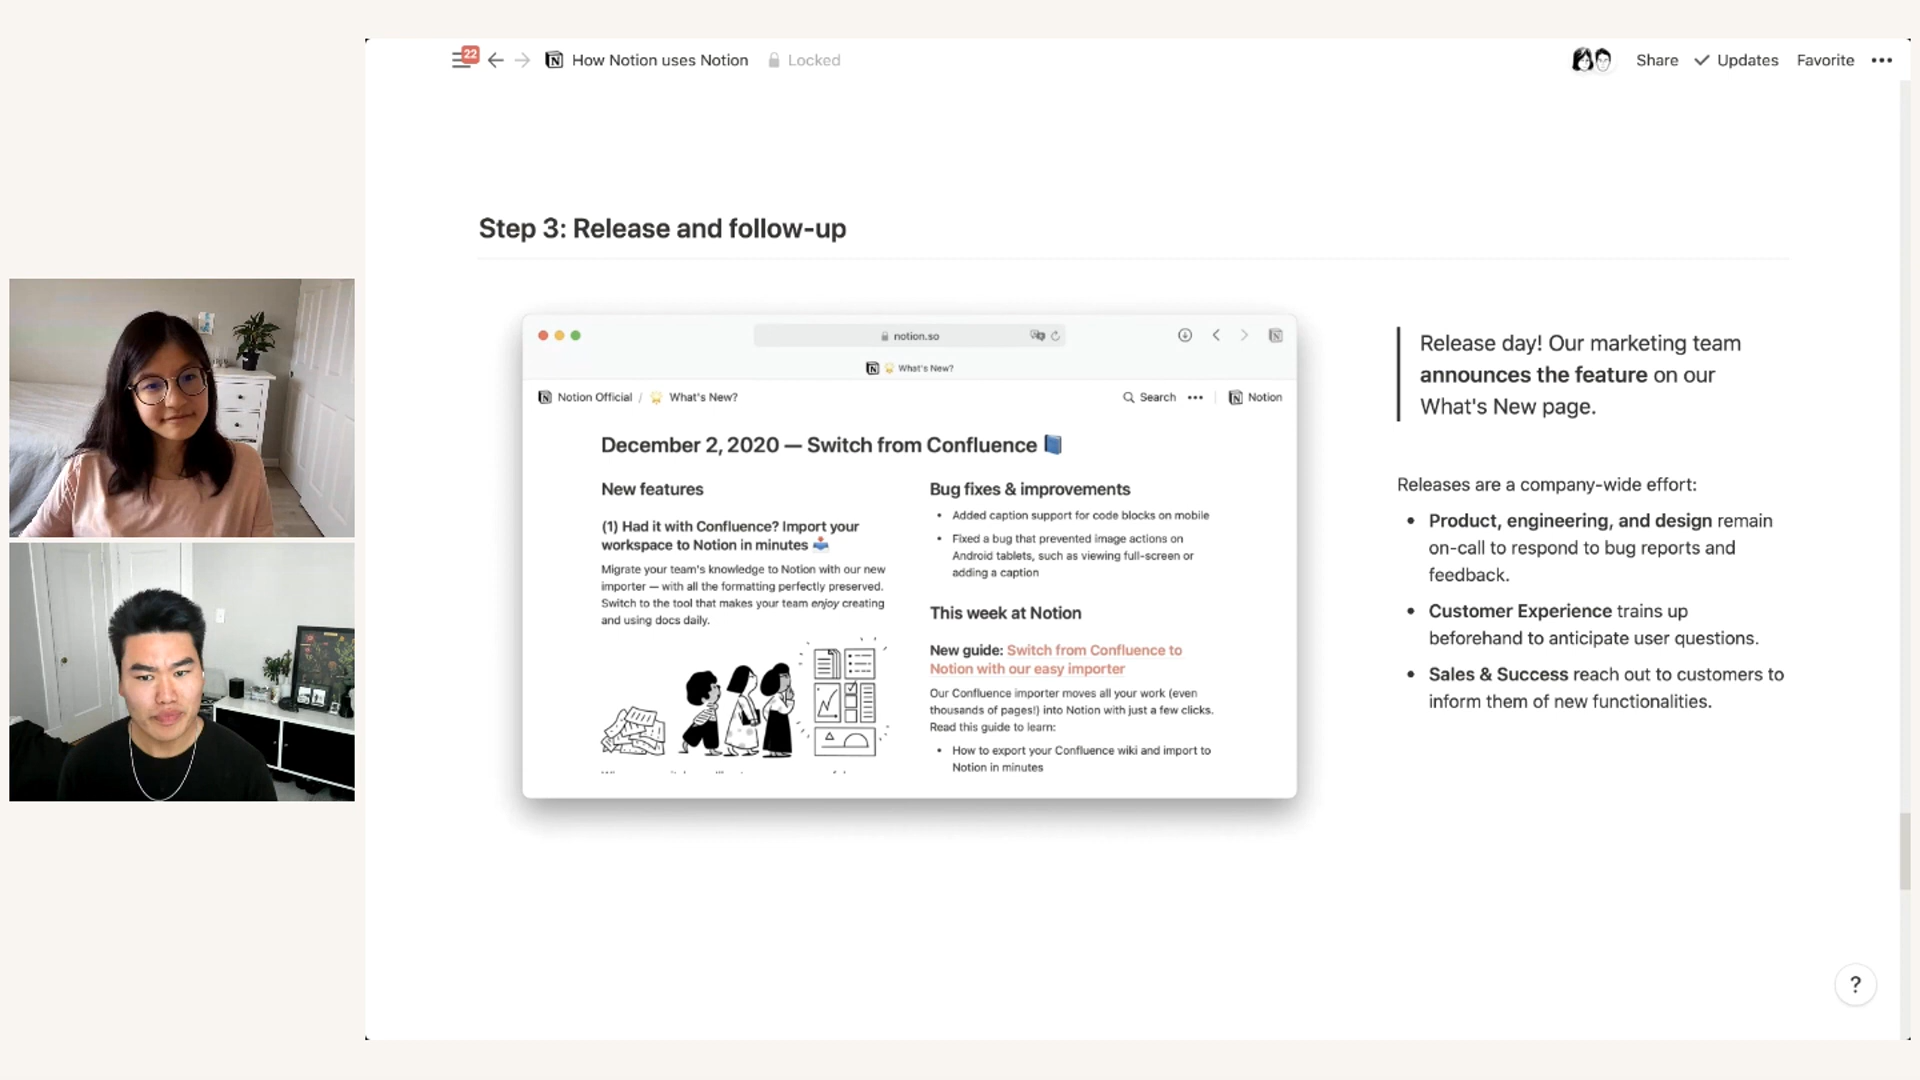 22
How Notion uses Notion
Locked
Share
Updates
Favorite
Step 3: Release and follow-up
notion.so
What's New?
Notion Official / What's New?
Search
Notion
December 2, 2020 — Switch from Confluence
New features
(1) Had it with Confluence? Import your
workspace to Notion in minutes
Migrate your team's knowledge to Notion with our new
importer — with all the formatting perfectly preserved.
Switch to the tool that makes your team enjoy creating
and using docs daily.
Bug fixes & improvements
• Added caption support for code blocks on mobile
• Fixed a bug that prevented image actions on
Android tablets, such as viewing full-screen or
adding a caption
This week at Notion
New guide: Switch from Confluence to
Notion with our easy importer
Our Confluence importer moves all your work (even
thousands of pages!) into Notion with just a few clicks.
Read this guide to learn:
• How to export your Confluence wiki and import to
Notion in minutes
Release day! Our marketing team
announces the feature on our
What's New page.
Releases are a company-wide effort:
• Product, engineering, and design remain
on-call to respond to bug reports and
feedback.
• Customer Experience trains up
beforehand to anticipate user questions.
• Sales & Success reach out to customers to
inform them of new functionalities.
?